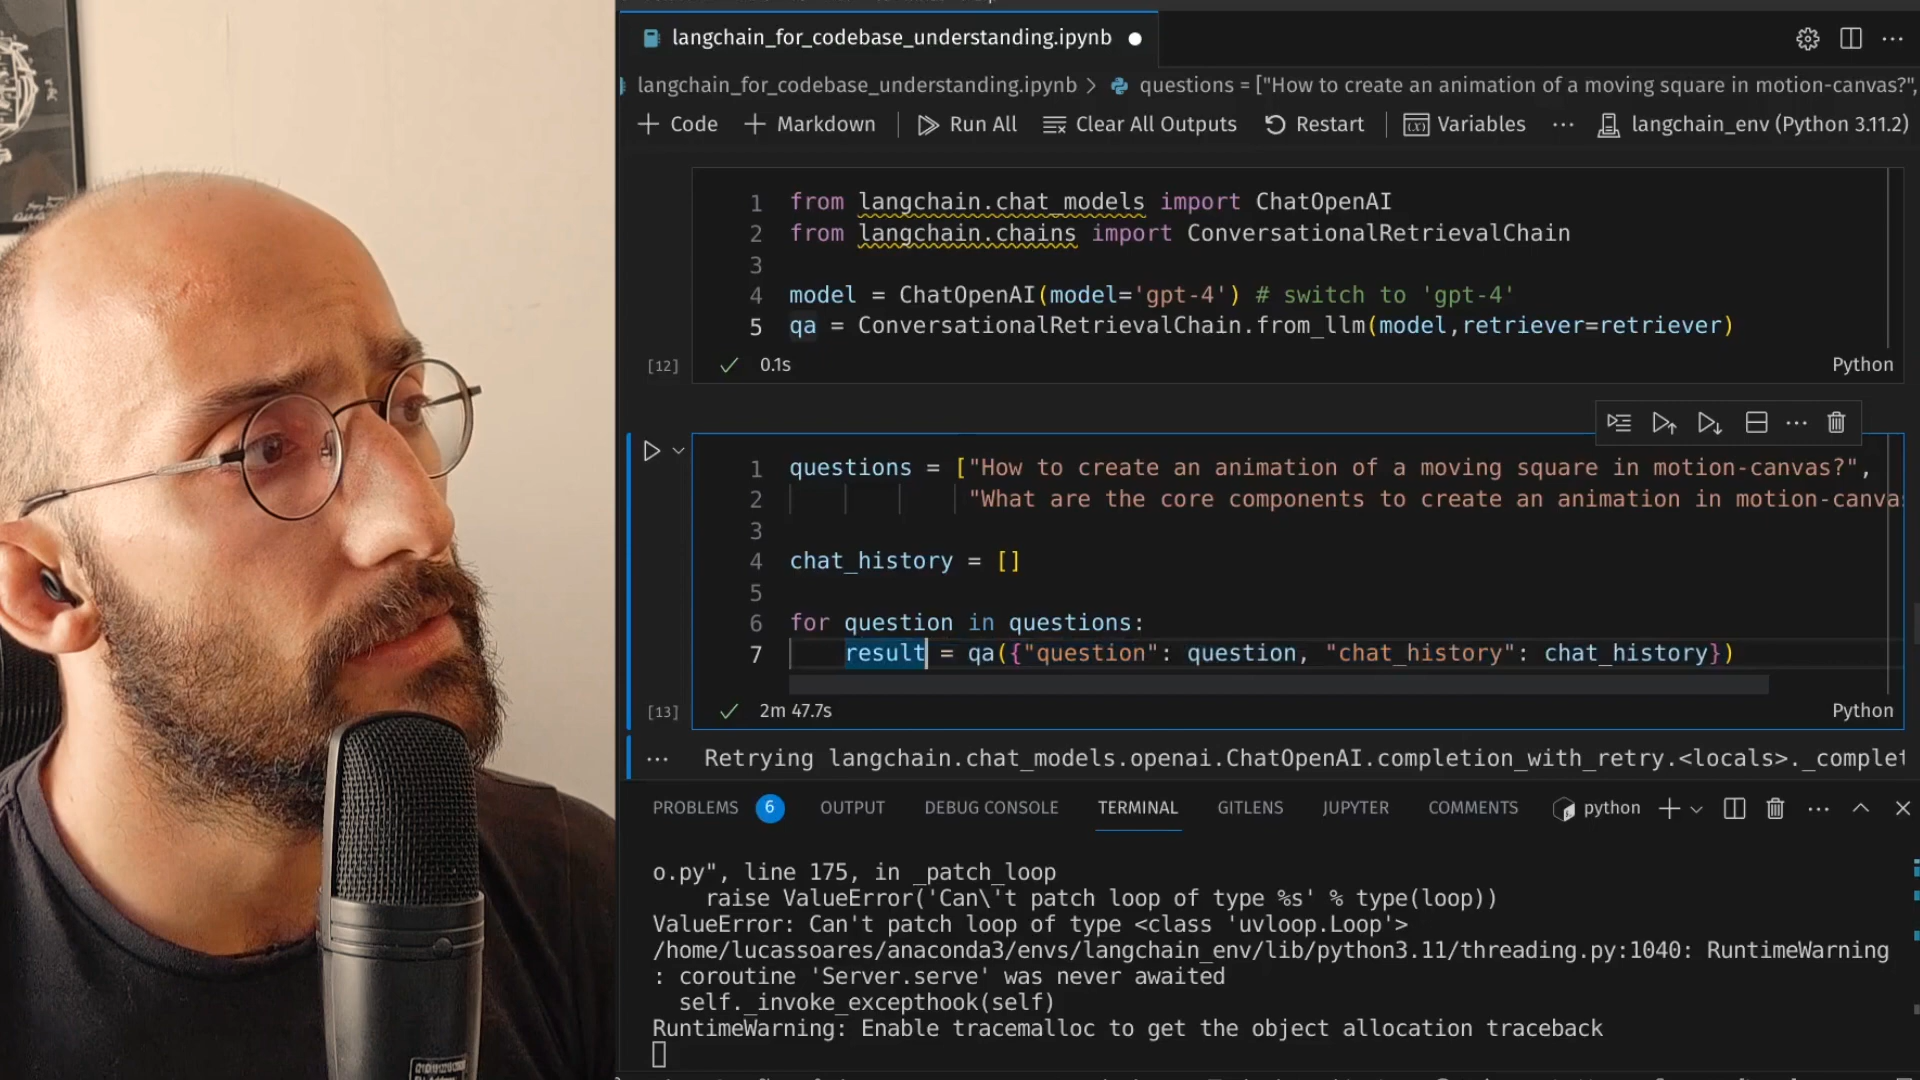 langchain_for_codebase_understanding.ipynb
langchain_for_codebase_understanding.ipynb > questions = ["How to create an animation of a moving square in motion-canvas?",
+ Code + Markdown Run All Clear All Outputs Restart Variables ... langchain_env (Python 3.11.2)
1 from langchain.chat_models import ChatOpenAI
2 from langchain.chains import ConversationalRetrievalChain
3
4 model = ChatOpenAI(model='gpt-4') # switch to 'gpt-4'
5 qa = ConversationalRetrievalChain.from_llm(model,retriever=retriever)
[12] 0.1s Python
1 questions = ["How to create an animation of a moving square in motion-canvas?",
2 "What are the core components to create an animation in motion-canva
3
4 chat_history = []
5
6 for question in questions:
7 result = qa({"question": question, "chat_history": chat_history})
[13] 2m 47.7s Python
... Retrying langchain.chat_models.openai.ChatOpenAI.completion_with_retry.<locals>._complet
PROBLEMS 6 OUTPUT DEBUG CONSOLE TERMINAL GITLENS JUPYTER COMMENTS python
o.py", line 175, in _patch_loop
raise ValueError('Can\'t patch loop of type %s' % type(loop))
ValueError: Can't patch loop of type <class 'uvloop.Loop'>
/home/lucassoares/anaconda3/envs/langchain_env/lib/python3.11/threading.py:1040: RuntimeWarning
: coroutine 'Server.serve' was never awaited
self._invoke_excepthook(self)
RuntimeWarning: Enable tracemalloc to get the object allocation traceback